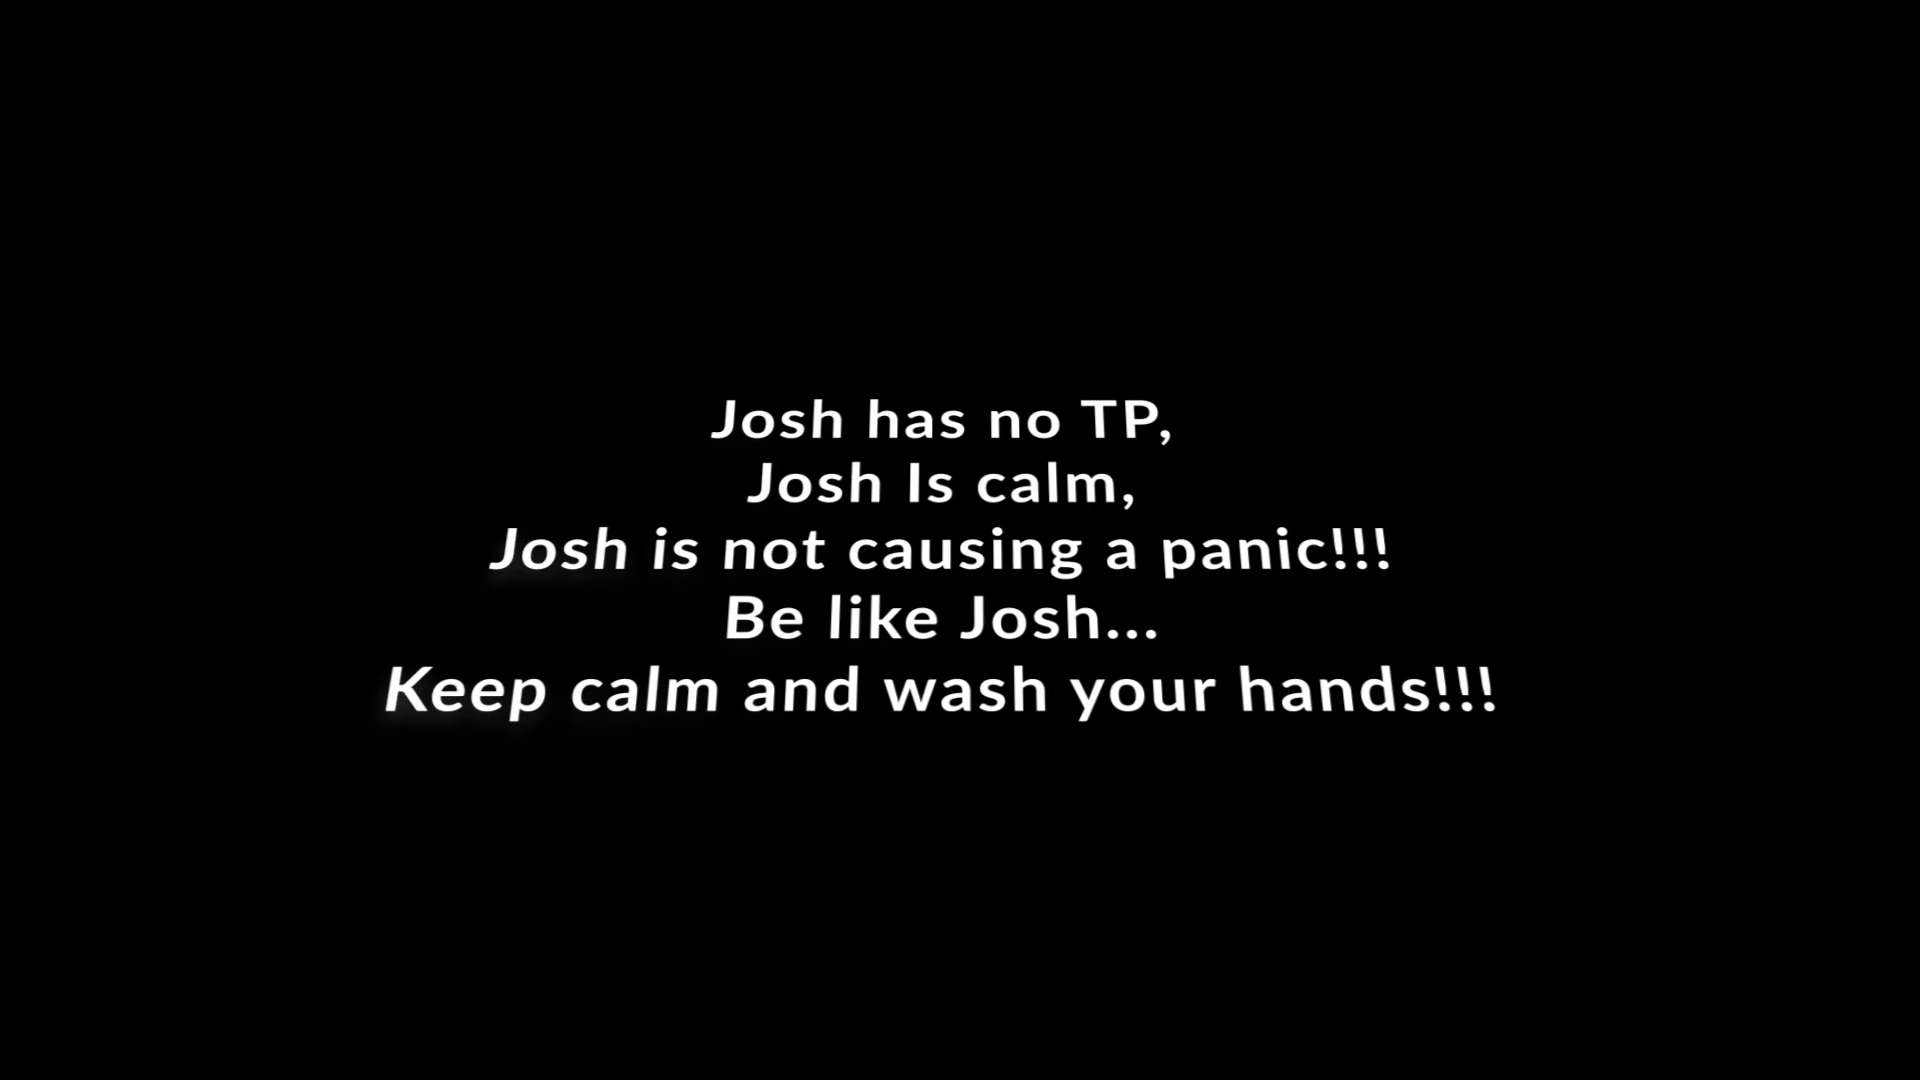 Josh has no TP,
Josh Is calm,
Josh is not causing a panic!!!
Be like Josh...
Keep calm and wash your hands!!!